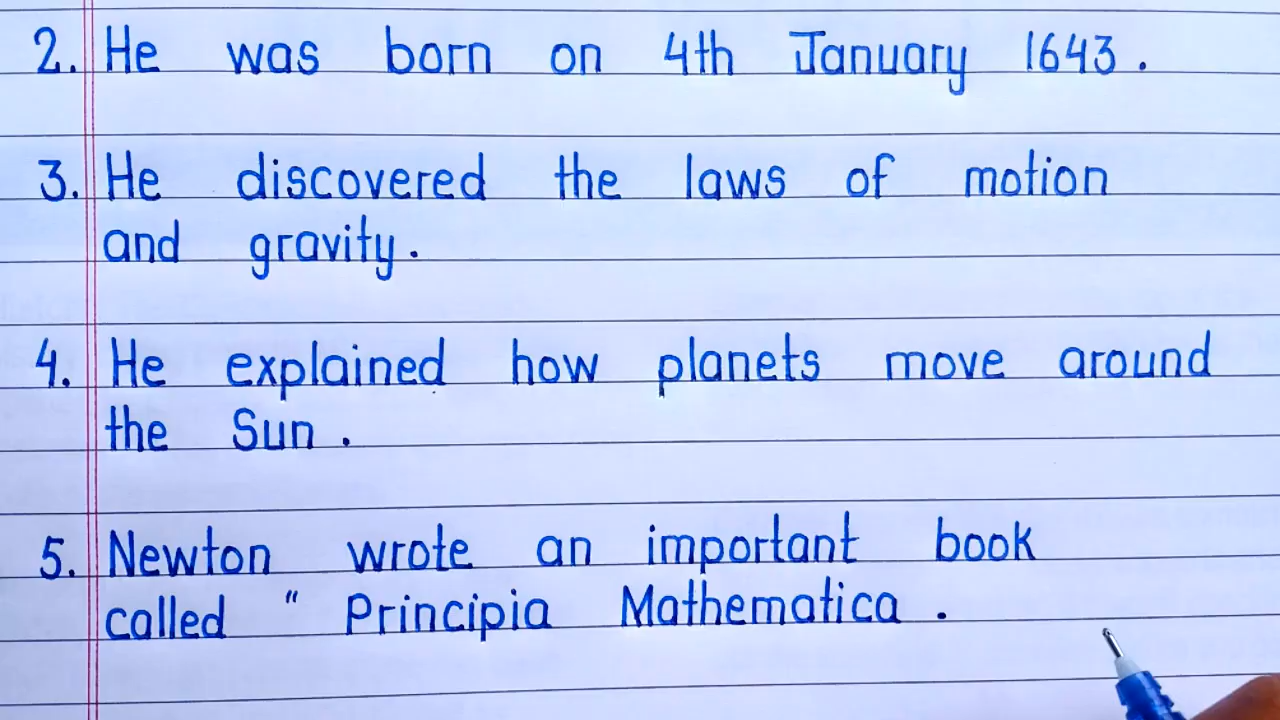 2. He was born on 4th January 1643.
3. He discovered the laws of motion
and gravity.
4. He explained how planets move around
the Sun.
5. Newton wrote an important book
called " Principia Mathematica.